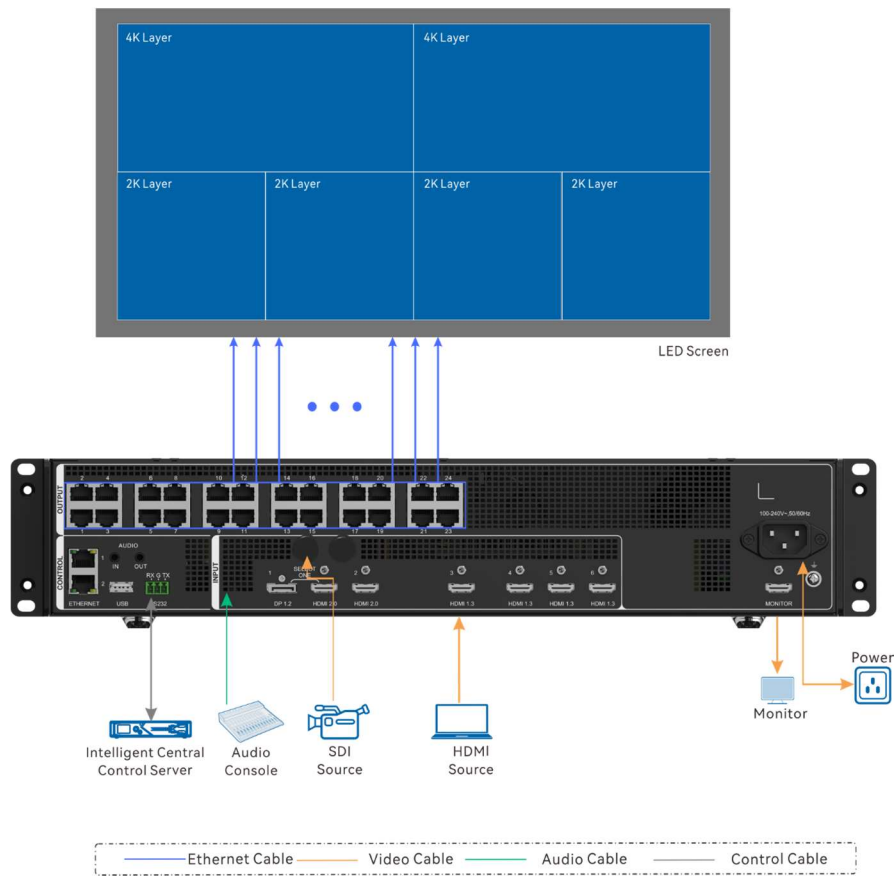 4K Layer 4K Layer
2K Layer 2K Layer 2K Layer 2K Layer
LED Screen
2 4 6 8 10 12 14 16 18 20 22 24
OUTPUT
1 3 5 7 9 11 13 15 17 19 21 23
100-240V~,50/60Hz
CONTROL
AUDIO
IN OUT
1
2
RX G TX
ETHERNET USB RS232
INPUT
SELECT
ONE
1 2 3 4 5 6
DP 1.2 HDMI 2.0 HDMI 2.0 HDMI 1.3 HDMI 1.3 HDMI 1.3 HDMI 1.3 MONITOR
Power
Monitor
Intelligent Central
Control Server
Audio
Console
SDI
Source
HDMI
Source
Ethernet Cable Video Cable Audio Cable Control Cable